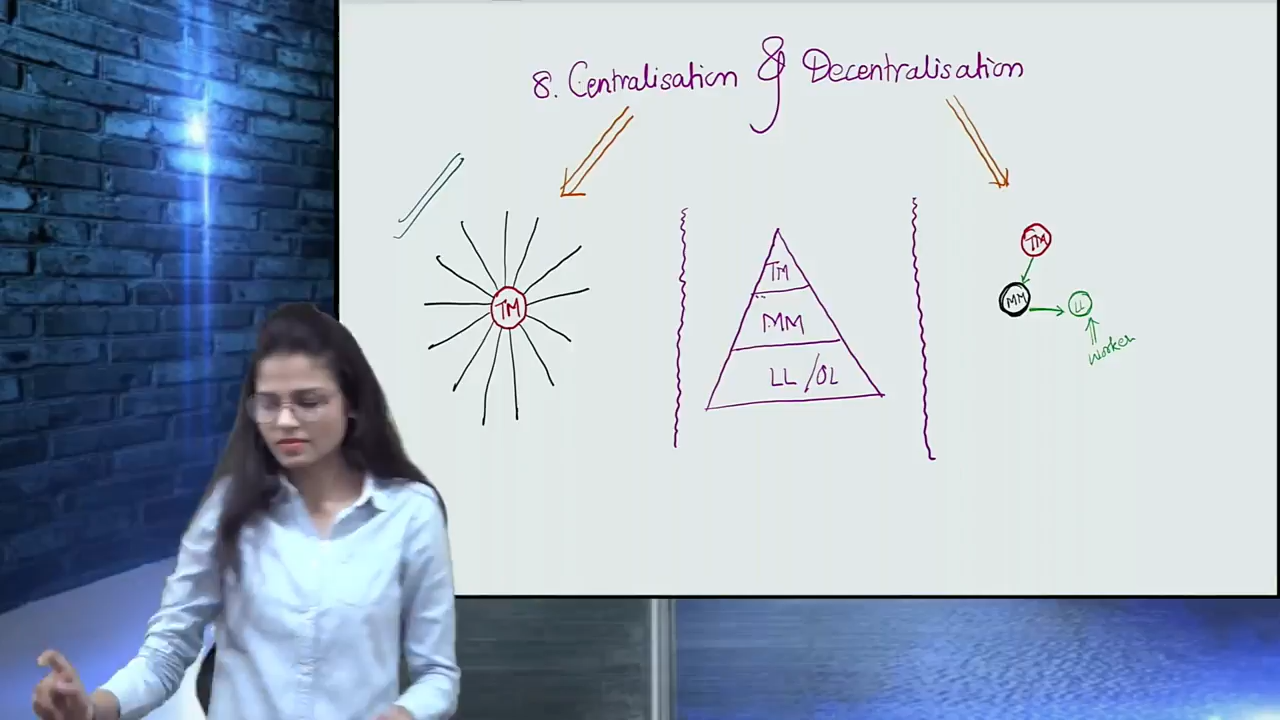 8. Centralisation & Decentralisation
TM
TM
MM
LL/OL
TM
MM
LL
worker